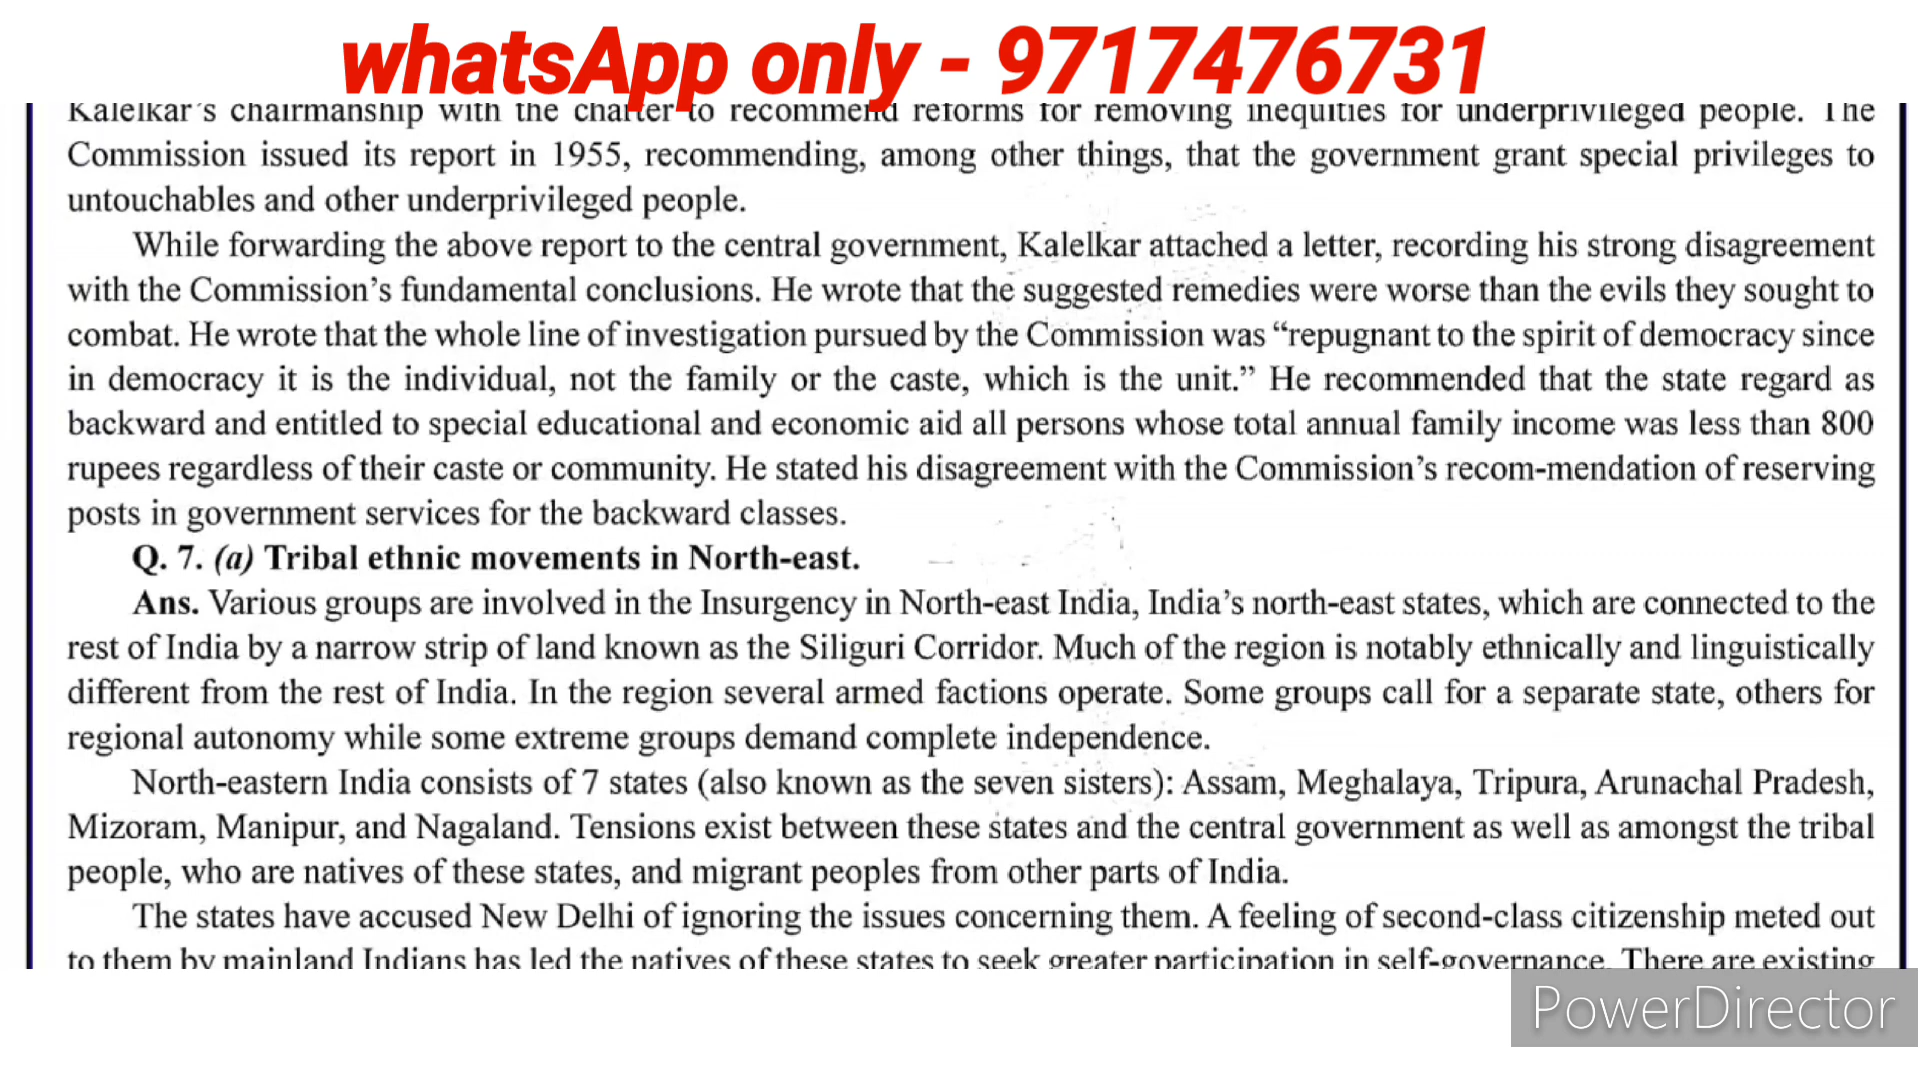 whatsApp only - 9717476731
Kalelkar's chairmanship with the charter to recommend reforms for removing inequities for underprivileged people. The
Commission issued its report in 1955, recommending, among other things, that the government grant special privileges to
untouchables and other underprivileged people.
While forwarding the above report to the central government, Kalelkar attached a letter, recording his strong disagreement
with the Commission's fundamental conclusions. He wrote that the suggested remedies were worse than the evils they sought to
combat. He wrote that the whole line of investigation pursued by the Commission was “repugnant to the spirit of democracy since
in democracy it is the individual, not the family or the caste, which is the unit.” He recommended that the state regard as
backward and entitled to special educational and economic aid all persons whose total annual family income was less than 800
rupees regardless of their caste or community. He stated his disagreement with the Commission's recom-mendation of reserving
posts in government services for the backward classes.
Q. 7. (a) Tribal ethnic movements in North-east.
Ans. Various groups are involved in the Insurgency in North-east India, India's north-east states, which are connected to the
rest of India by a narrow strip of land known as the Siliguri Corridor. Much of the region is notably ethnically and linguistically
different from the rest of India. In the region several armed factions operate. Some groups call for a separate state, others for
regional autonomy while some extreme groups demand complete independence.
North-eastern India consists of 7 states (also known as the seven sisters): Assam, Meghalaya, Tripura, Arunachal Pradesh,
Mizoram, Manipur, and Nagaland. Tensions exist between these states and the central government as well as amongst the tribal
people, who are natives of these states, and migrant peoples from other parts of India.
The states have accused New Delhi of ignoring the issues concerning them. A feeling of second-class citizenship meted out
to them by mainland Indians has led the natives of these states to seek greater participation in self-governance. There are existing
PowerDirector